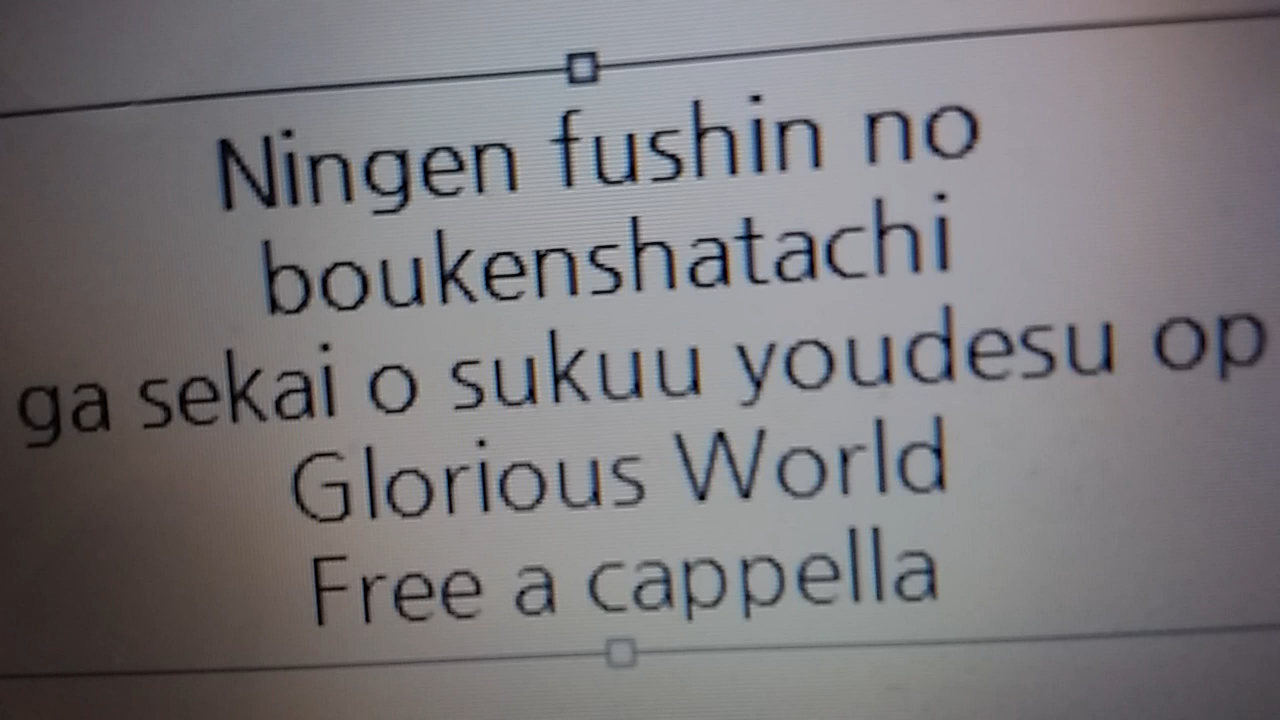 Ningen fushin no
boukenshatachi
ga sekai o sukuu youdesu op
Glorious World
Free a cappella